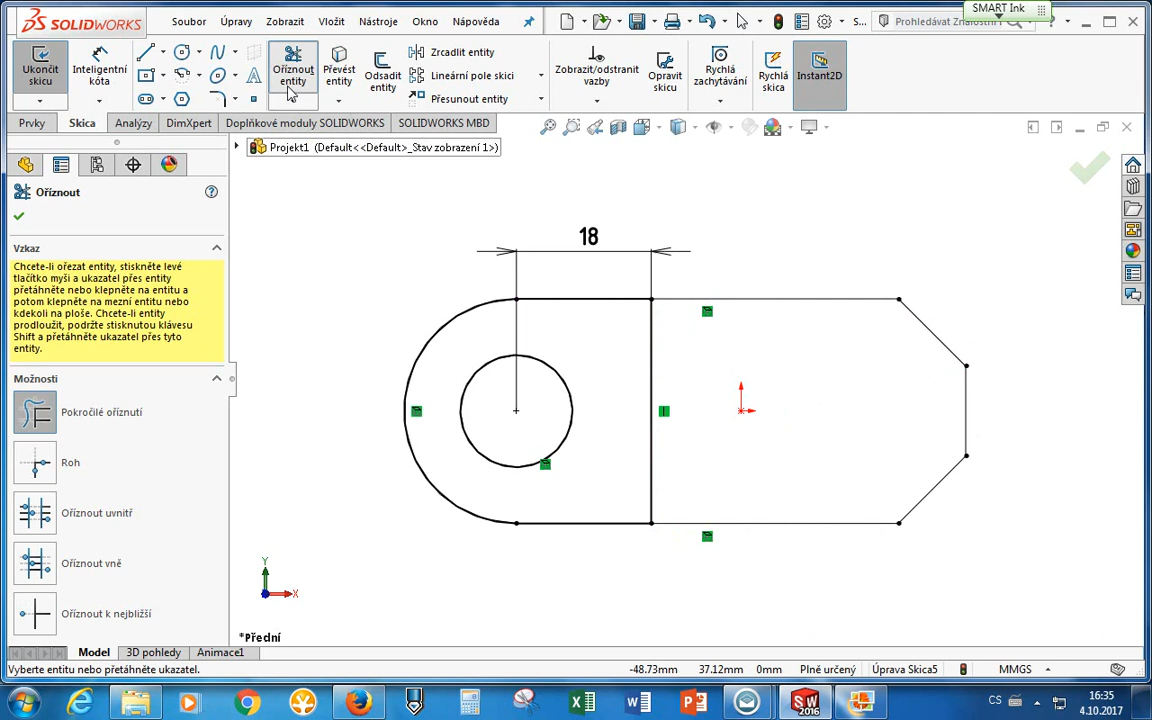 SMART Ink
SOLIDWORKS
Soubor Úpravy Zobrazit Vložit Nástroje Okno Nápověda
S...
Prohledávat Znalostní
Ukončit skicu
Inteligentní kóta
Oříznout entity
Převést entity
Odsadit entity
Zrcadlit entity
Lineární pole skici
Přesunout entity
Zobrazit/odstranit vazby
Opravit skicu
Rychlá zachytávání
Rychlá skica
Instant2D
Prvky Skica Analýzy DimXpert Doplňkové moduly SOLIDWORKS SOLIDWORKS MBD
Projekt1 (Default<<Default>_Stav zobrazení 1>)
Oříznout
Vzkaz
Chcete-li ořezat entity, stiskněte levé
tlačítko myši a ukazatel přes entity
přetáhněte nebo klepněte na entitu a
potom klepněte na mezní entitu nebo
kdekoli na ploše. Chcete-li entity
prodloužit, podržte stisknutou klávesu
Shift a přetáhněte ukazatel přes tyto
entity.
Možnosti
Pokročilé oříznutí
Roh
Oříznout uvnitř
Oříznout vně
Oříznout k nejbližší
18
Y
X
*Přední
Model 3D pohledy Animace1
Vyberte entitu nebo přetáhněte ukazatel.
-48.73mm 37.12mm 0mm Plně určený Úprava Skica5 MMGS
CS
16:35
4.10.2017
SW
2016